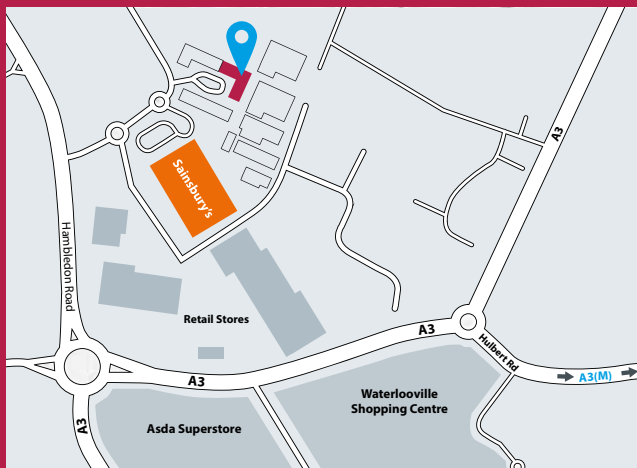 A3
Sainsbury's
Hambledon Road
Retail Stores
A3
Hulbert Rd
A3
A3(M)
Waterlooville
Shopping Centre
A3
Asda Superstore